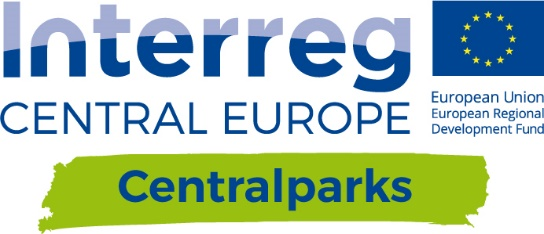 Interreg
CENTRAL EUROPE
European Union
European Regional
Development Fund
Centralparks